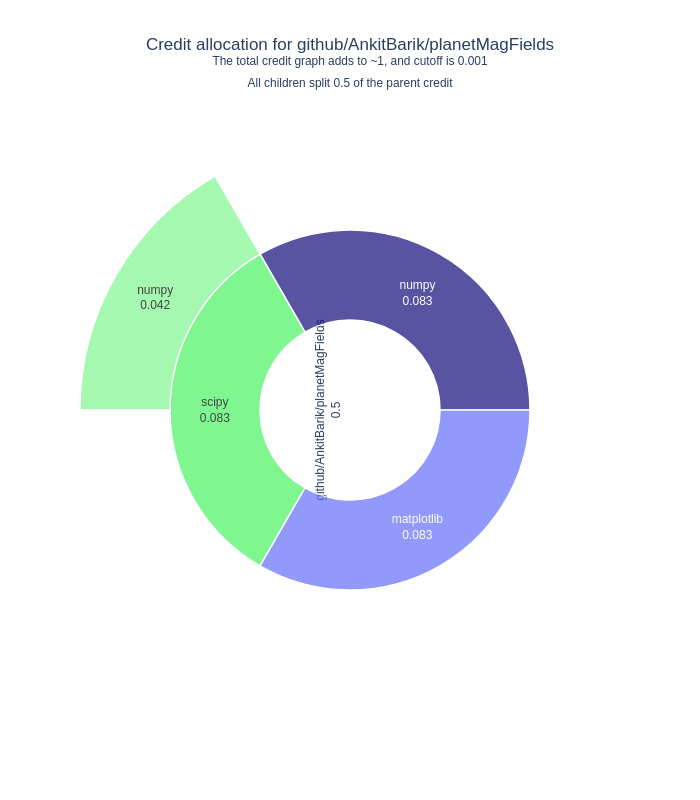 Credit allocation for github/AnkitBarik/planetMagFields
The total credit graph adds to ~1, and cutoff is 0.001
All children split 0.5 of the parent credit
numpy
0.042
numpy
0.083
scipy
0.083
github/AnkitBarik/planetMagFields
0.5
matplotlib
0.083